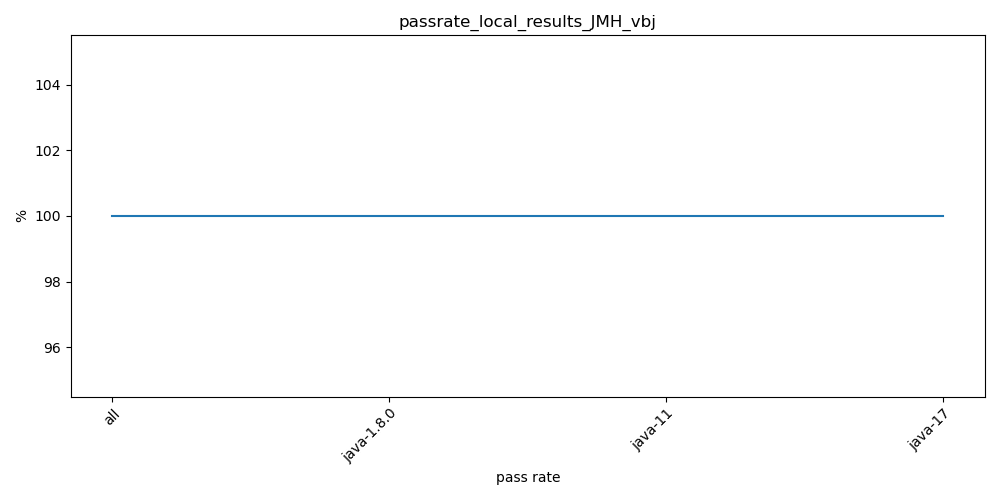 passrate_local_results_JMH_vbj
104
102
100
98
96
%
all
java-1.8.0
java-11
java-17
pass rate